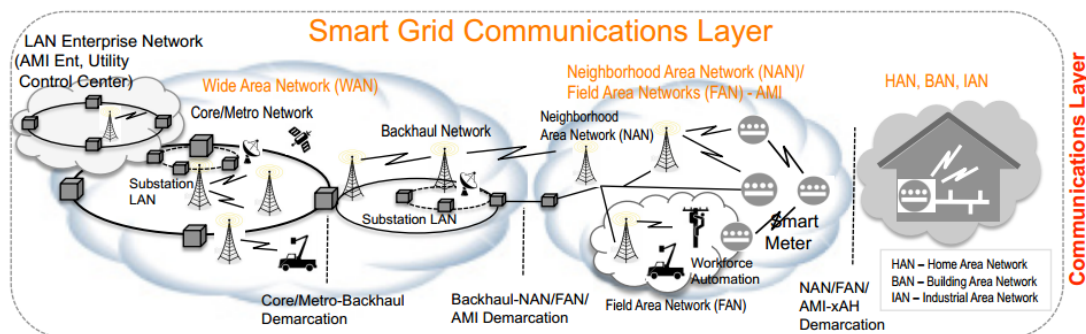 Smart Grid Communications Layer
LAN Enterprise Network
(AMI Ent, Utility
Control Center)
Wide Area Network (WAN)
Core/Metro Network
Substation
LAN
Backhaul Network
Substation LAN
Neighborhood Area Network (NAN)/
Field Area Networks (FAN) - AMI
Neighborhood
Area Network (NAN)
Smart
Meter
Workforce
Automation
Field Area Network (FAN)
HAN, BAN, IAN
HAN – Home Area Network
BAN – Building Area Network
IAN – Industrial Area Network
Core/Metro-Backhaul
Demarcation
Backhaul-NAN/FAN/
AMI Demarcation
NAN/FAN/
AMI-xAH
Demarcation
Communications Layer